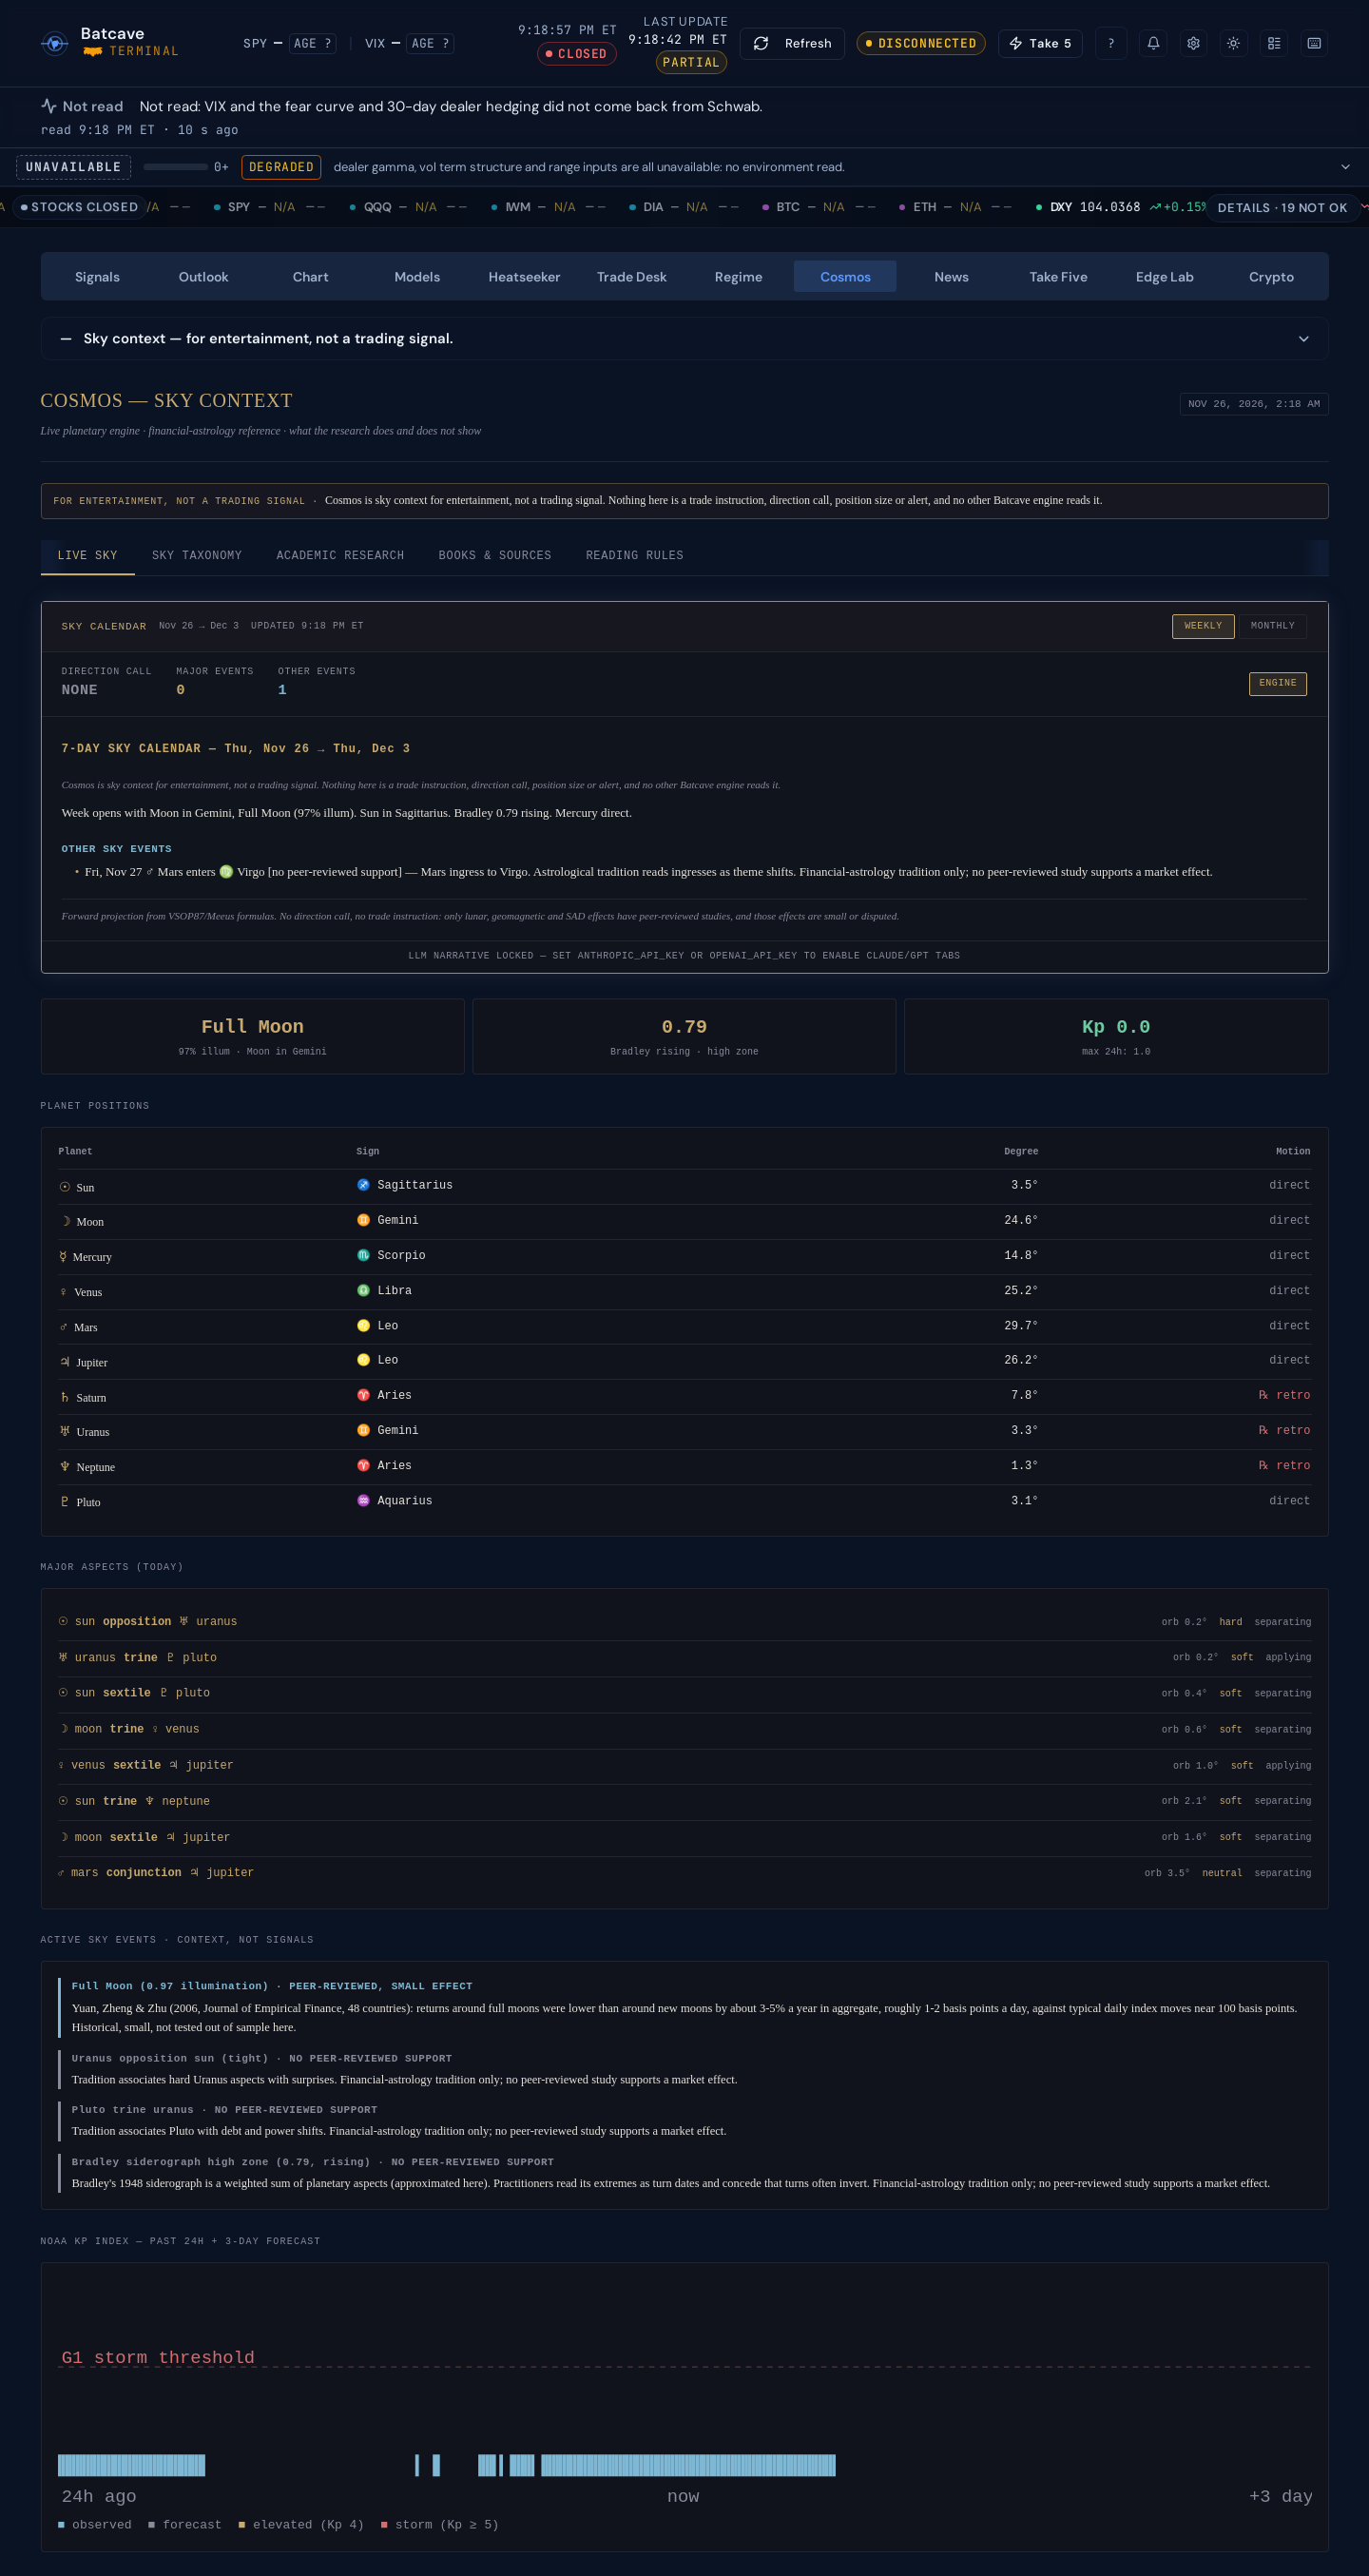 Batcave
TERMINAL
SPY — AGE ? | VIX — AGE ?
9:18:57 PM ET
CLOSED
LAST UPDATE
9:18:42 PM ET
PARTIAL
Refresh
DISCONNECTED
Take 5
?
Not read Not read: VIX and the fear curve and 30-day dealer hedging did not come back from Schwab.
read 9:18 PM ET · 10 s ago
UNAVAILABLE 0+ DEGRADED dealer gamma, vol term structure and range inputs are all unavailable: no environment read.
STOCKS CLOSED /A —— SPY — N/A —— QQQ — N/A —— IWM — N/A —— DIA — N/A —— BTC — N/A —— ETH — N/A —— DXY 104.0368 +0.15% DETAILS · 19 NOT OK
Signals Outlook Chart Models Heatseeker Trade Desk Regime Cosmos News Take Five Edge Lab Crypto
— Sky context — for entertainment, not a trading signal.
COSMOS — SKY CONTEXT
NOV 26, 2026, 2:18 AM
Live planetary engine · financial-astrology reference · what the research does and does not show
FOR ENTERTAINMENT, NOT A TRADING SIGNAL · Cosmos is sky context for entertainment, not a trading signal. Nothing here is a trade instruction, direction call, position size or alert, and no other Batcave engine reads it.
LIVE SKY SKY TAXONOMY ACADEMIC RESEARCH BOOKS & SOURCES READING RULES
SKY CALENDAR Nov 26 → Dec 3 UPDATED 9:18 PM ET WEEKLY MONTHLY
DIRECTION CALL MAJOR EVENTS OTHER EVENTS
NONE 0 1
ENGINE
7-DAY SKY CALENDAR — Thu, Nov 26 → Thu, Dec 3
Cosmos is sky context for entertainment, not a trading signal. Nothing here is a trade instruction, direction call, position size or alert, and no other Batcave engine reads it.
Week opens with Moon in Gemini, Full Moon (97% illum). Sun in Sagittarius. Bradley 0.79 rising. Mercury direct.
OTHER SKY EVENTS
• Fri, Nov 27 ♂ Mars enters ♍ Virgo [no peer-reviewed support] — Mars ingress to Virgo. Astrological tradition reads ingresses as theme shifts. Financial-astrology tradition only; no peer-reviewed study supports a market effect.
Forward projection from VSOP87/Meeus formulas. No direction call, no trade instruction: only lunar, geomagnetic and SAD effects have peer-reviewed studies, and those effects are small or disputed.
LLM NARRATIVE LOCKED — SET ANTHROPIC_API_KEY OR OPENAI_API_KEY TO ENABLE CLAUDE/GPT TABS
Full Moon
97% illum · Moon in Gemini
0.79
Bradley rising · high zone
Kp 0.0
max 24h: 1.0
PLANET POSITIONS
Planet Sign Degree Motion
☉ Sun ♐ Sagittarius 3.5° direct
☽ Moon ♊ Gemini 24.6° direct
☿ Mercury ♏ Scorpio 14.8° direct
♀ Venus ♎ Libra 25.2° direct
♂ Mars ♌ Leo 29.7° direct
♃ Jupiter ♌ Leo 26.2° direct
♄ Saturn ♈ Aries 7.8° ℞ retro
♅ Uranus ♊ Gemini 3.3° ℞ retro
♆ Neptune ♈ Aries 1.3° ℞ retro
♇ Pluto ♒ Aquarius 3.1° direct
MAJOR ASPECTS (TODAY)
☉ sun opposition ♅ uranus orb 0.2° hard separating
♅ uranus trine ♇ pluto orb 0.2° soft applying
☉ sun sextile ♇ pluto orb 0.4° soft separating
☽ moon trine ♀ venus orb 0.6° soft separating
♀ venus sextile ♃ jupiter orb 1.0° soft applying
☉ sun trine ♆ neptune orb 2.1° soft separating
☽ moon sextile ♃ jupiter orb 1.6° soft separating
♂ mars conjunction ♃ jupiter orb 3.5° neutral separating
ACTIVE SKY EVENTS · CONTEXT, NOT SIGNALS
Full Moon (0.97 illumination) · PEER-REVIEWED, SMALL EFFECT
Yuan, Zheng & Zhu (2006, Journal of Empirical Finance, 48 countries): returns around full moons were lower than around new moons by about 3-5% a year in aggregate, roughly 1-2 basis points a day, against typical daily index moves near 100 basis points.
Historical, small, not tested out of sample here.
Uranus opposition sun (tight) · NO PEER-REVIEWED SUPPORT
Tradition associates hard Uranus aspects with surprises. Financial-astrology tradition only; no peer-reviewed study supports a market effect.
Pluto trine uranus · NO PEER-REVIEWED SUPPORT
Tradition associates Pluto with debt and power shifts. Financial-astrology tradition only; no peer-reviewed study supports a market effect.
Bradley siderograph high zone (0.79, rising) · NO PEER-REVIEWED SUPPORT
Bradley's 1948 siderograph is a weighted sum of planetary aspects (approximated here). Practitioners read its extremes as turn dates and concede that turns often invert. Financial-astrology tradition only; no peer-reviewed study supports a market effect.
NOAA KP INDEX — PAST 24H + 3-DAY FORECAST
G1 storm threshold
24h ago now +3 day
observed forecast elevated (Kp 4) storm (Kp ≥ 5)